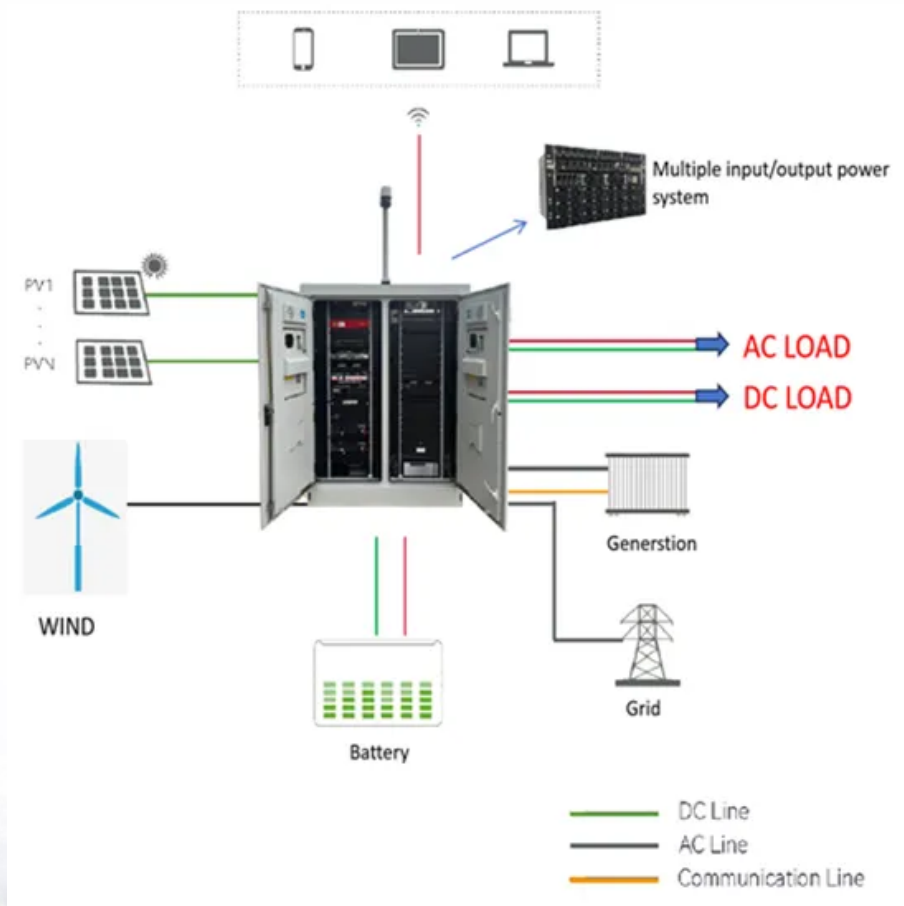 Multiple input/output power
system
PV1
PVN
AC LOAD
DC LOAD
Generstion
WIND
Grid
Battery
DC Line
AC Line
Communication Line